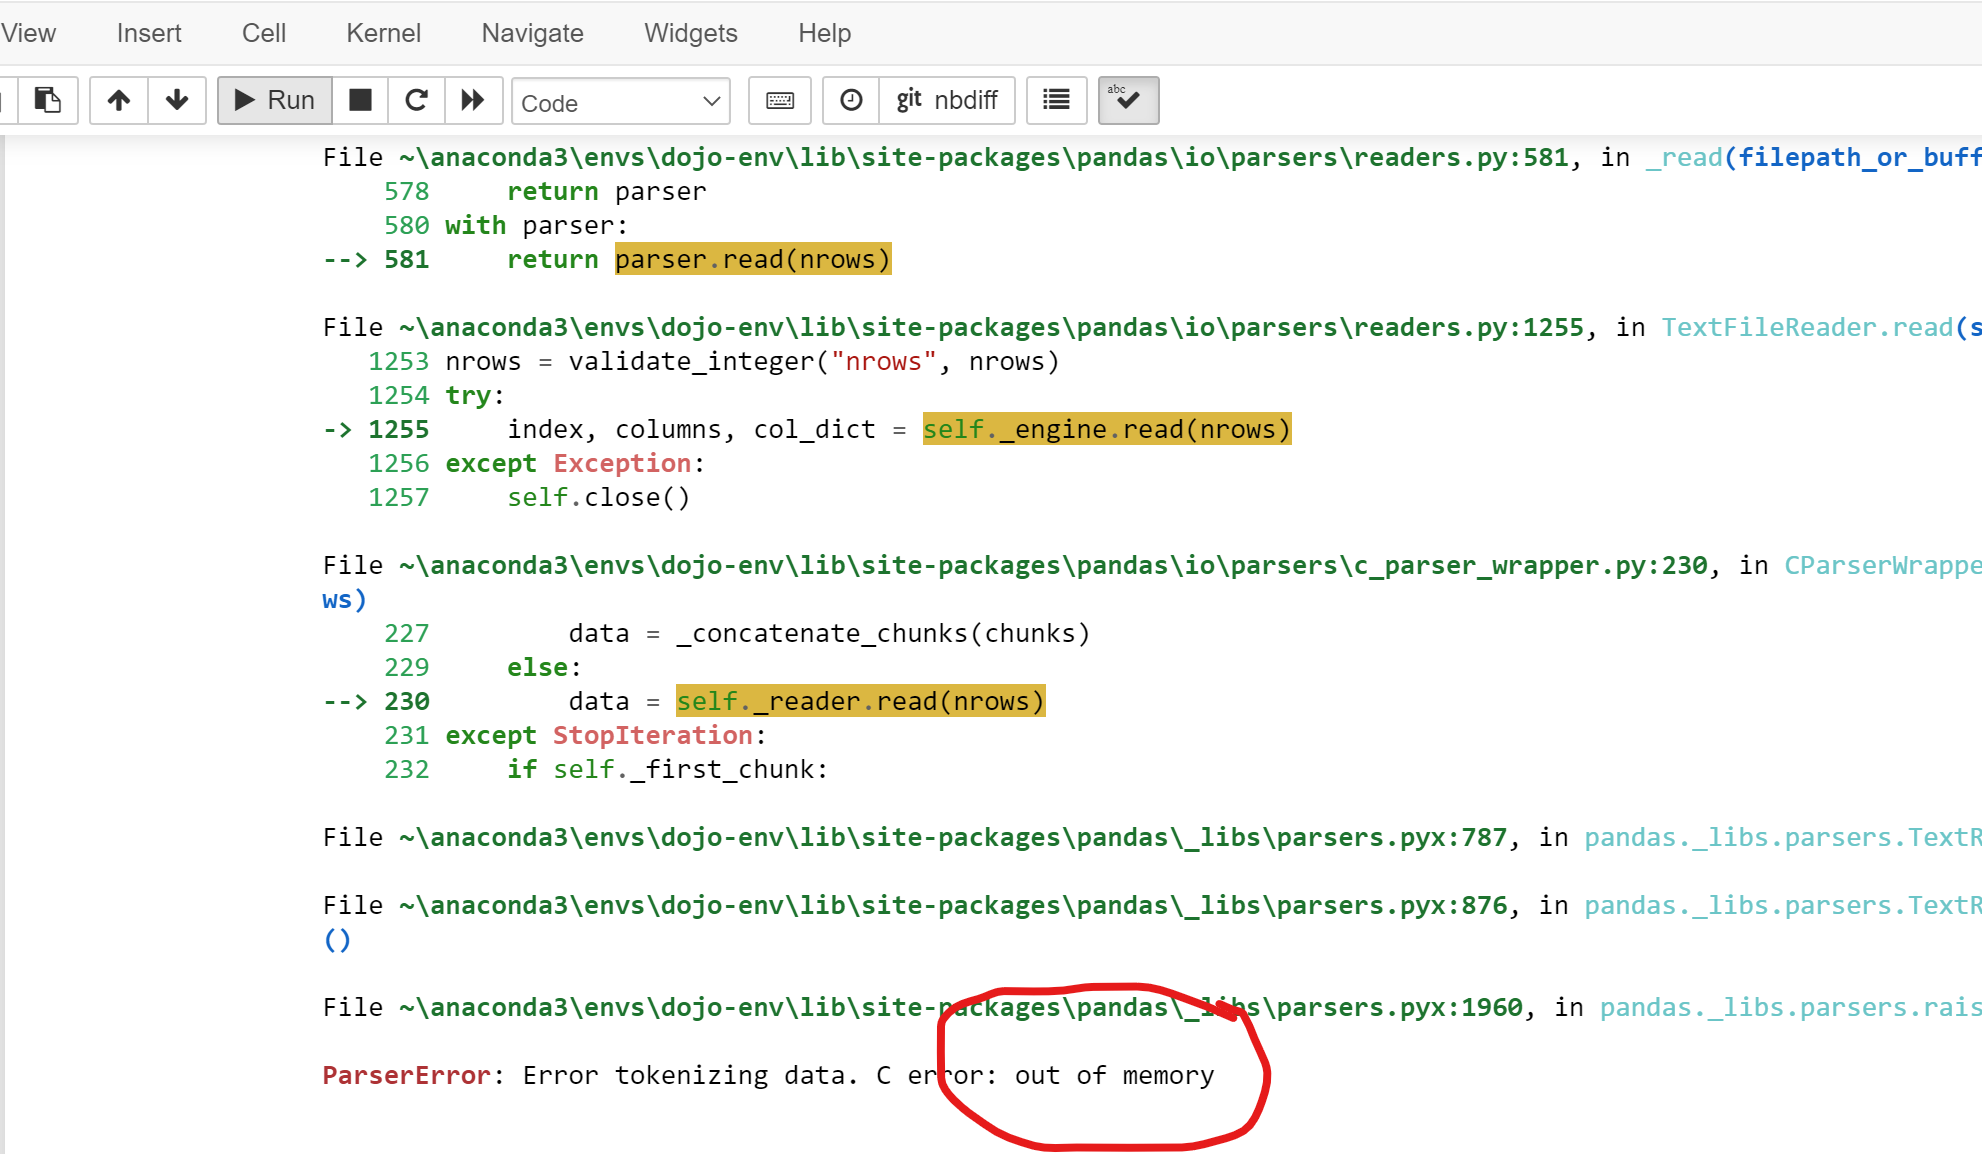 View Insert Cell Kernel Navigate Widgets Help
Run Code git nbdiff abc
File ~\anaconda3\envs\dojo-env\lib\site-packages\pandas\io\parsers\readers.py:581, in _read(filepath_or_buff
578 return parser
580 with parser:
--> 581 return parser.read(nrows)
File ~\anaconda3\envs\dojo-env\lib\site-packages\pandas\io\parsers\readers.py:1255, in TextFileReader.read(s
1253 nrows = validate_integer("nrows", nrows)
1254 try:
-> 1255 index, columns, col_dict = self._engine.read(nrows)
1256 except Exception:
1257 self.close()
File ~\anaconda3\envs\dojo-env\lib\site-packages\pandas\io\parsers\c_parser_wrapper.py:230, in CParserWrappe
ws)
227 data = _concatenate_chunks(chunks)
229 else:
--> 230 data = self._reader.read(nrows)
231 except StopIteration:
232 if self._first_chunk:
File ~\anaconda3\envs\dojo-env\lib\site-packages\pandas\_libs\parsers.pyx:787, in pandas._libs.parsers.TextR
File ~\anaconda3\envs\dojo-env\lib\site-packages\pandas\_libs\parsers.pyx:876, in pandas._libs.parsers.TextR
()
File ~\anaconda3\envs\dojo-env\lib\site-packages\pandas\_libs\parsers.pyx:1960, in pandas._libs.parsers.rais
ParserError: Error tokenizing data. C error: out of memory